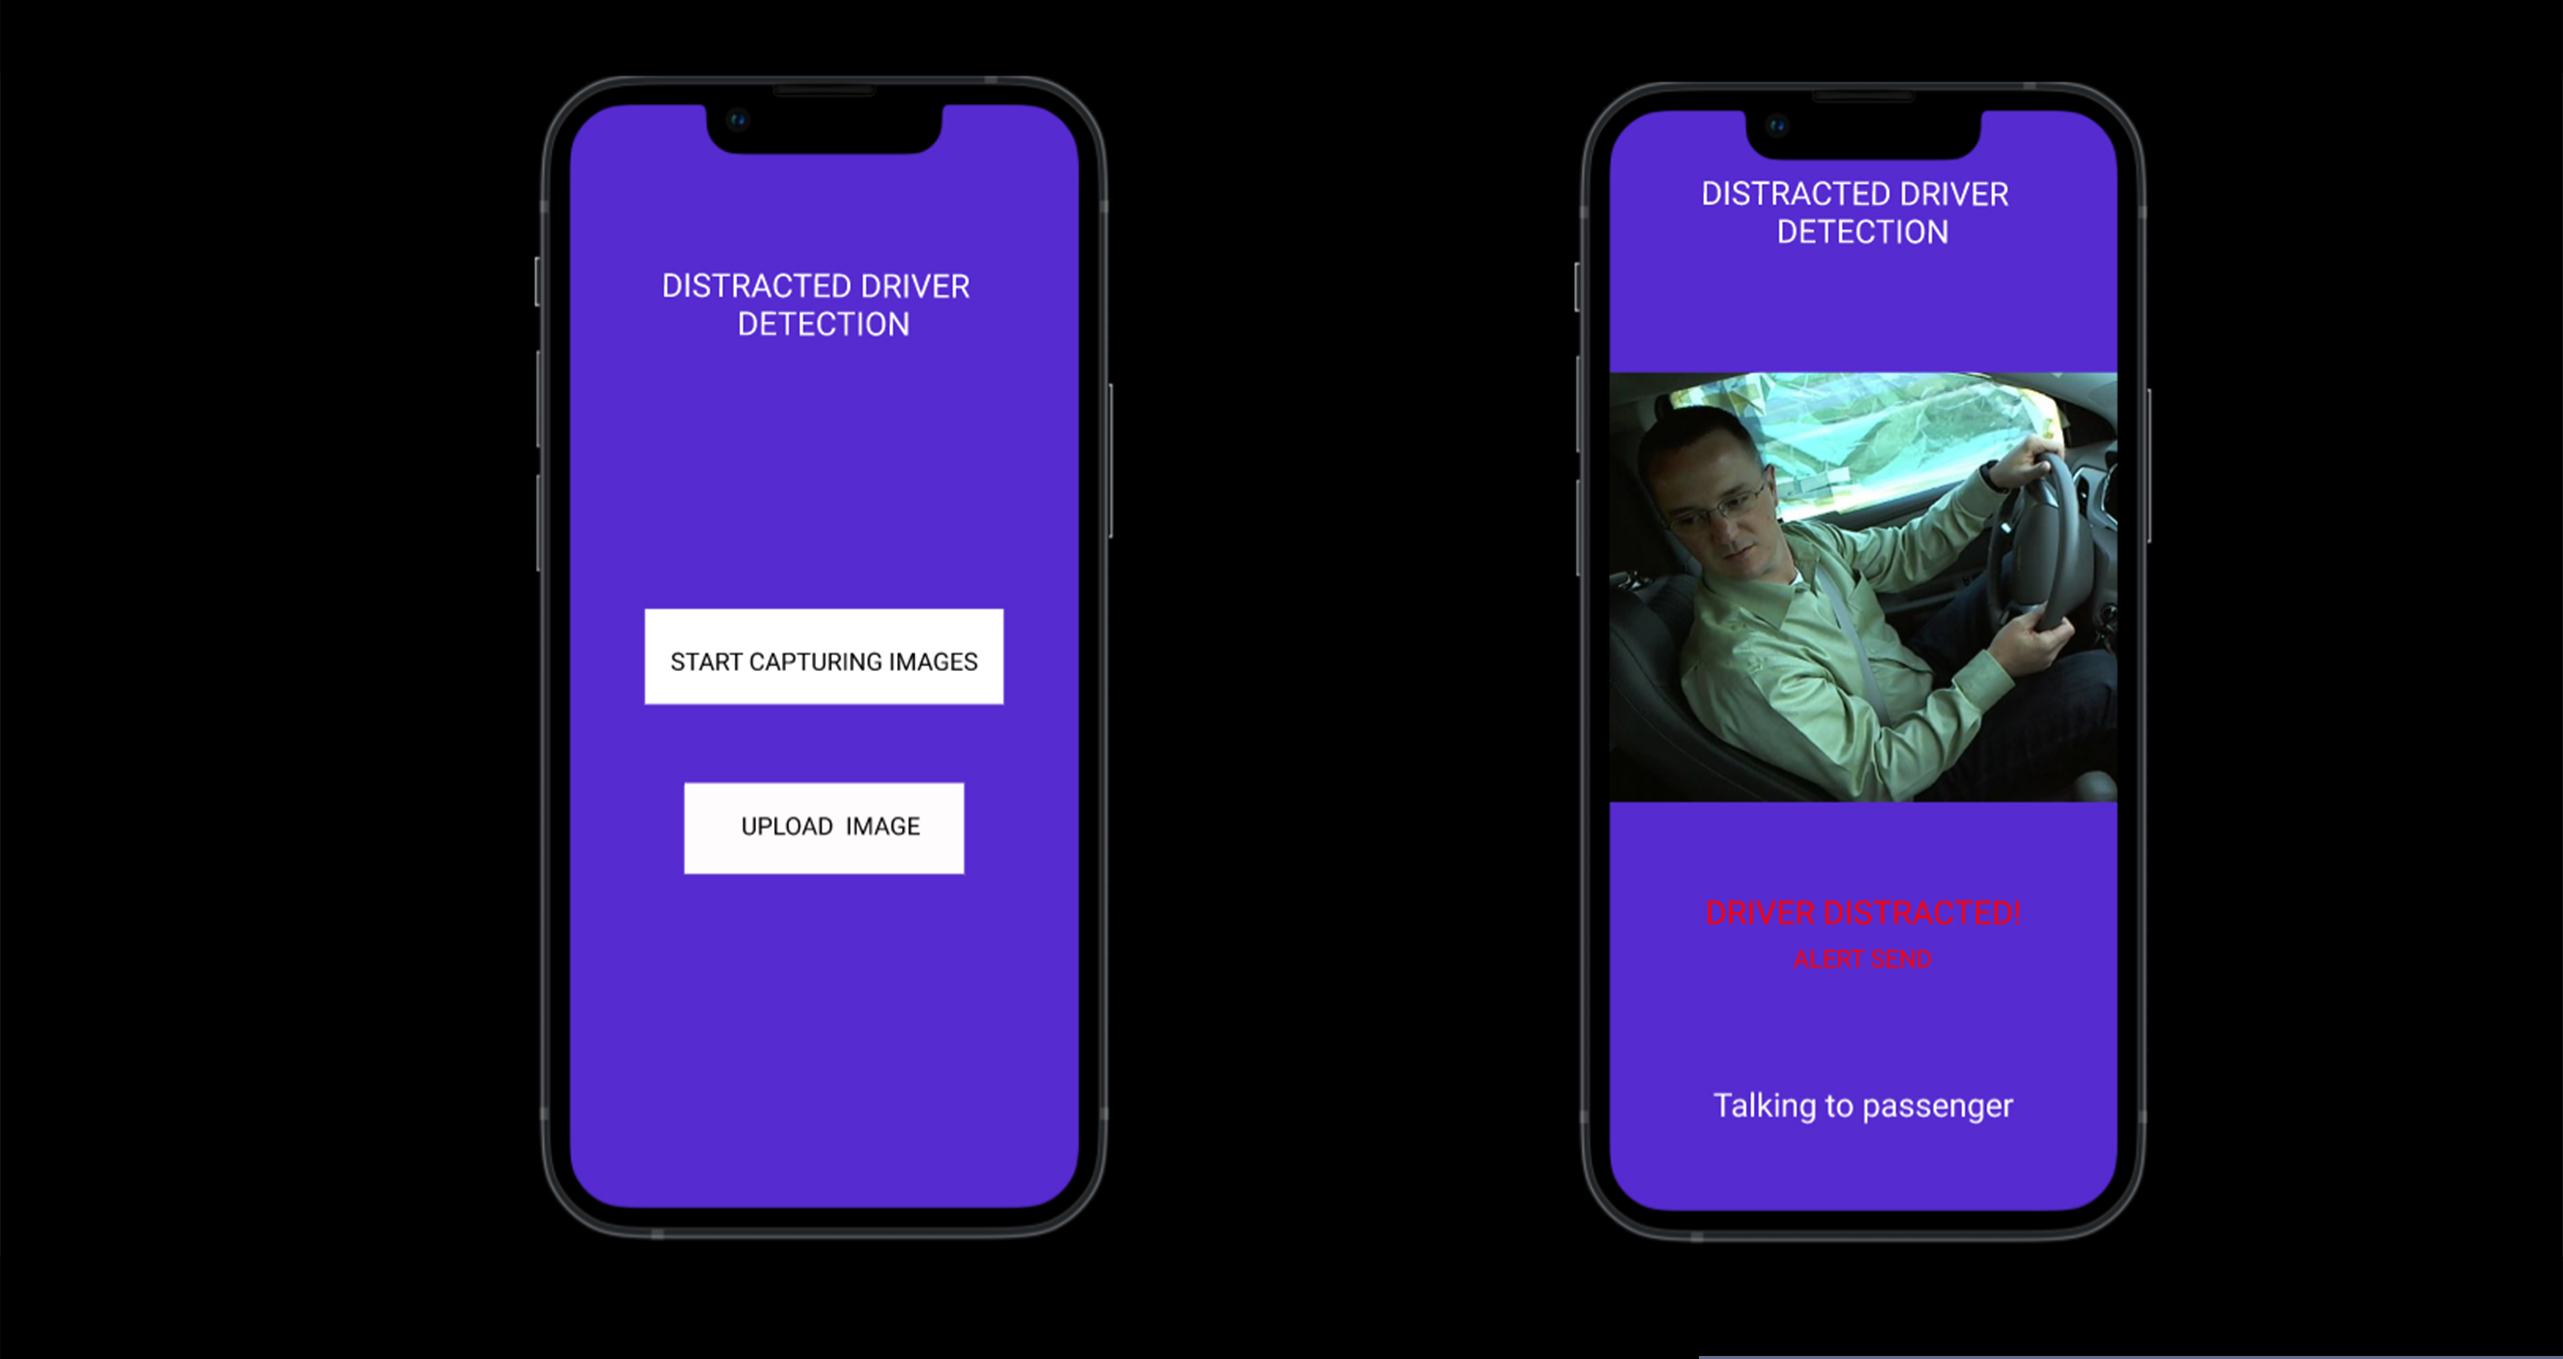 DISTRACTED DRIVER
DETECTION
START CAPTURING IMAGES
UPLOAD IMAGE
DISTRACTED DRIVER
DETECTION
DRIVER DISTRACTED!
ALERT SEND
Talking to passenger